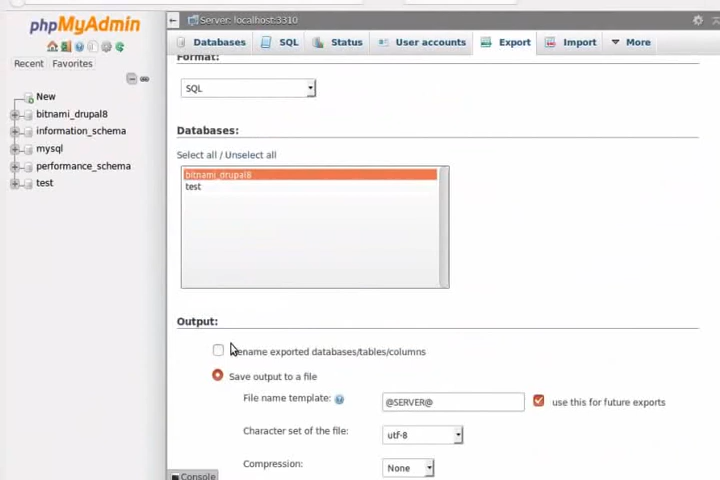 phpMyAdmin
Recent Favorites
New
bitnami_drupal8
information_schema
mysql
performance_schema
test
Server: localhost:3310
Databases SQL Status User accounts Export Import More
Format:
SQL
Databases:
Select all / Unselect all
bitnami_drupal8
test
Output:
Rename exported databases/tables/columns
Save output to a file
File name template: @SERVER@ use this for future exports
Character set of the file: utf-8
Compression: None
Console